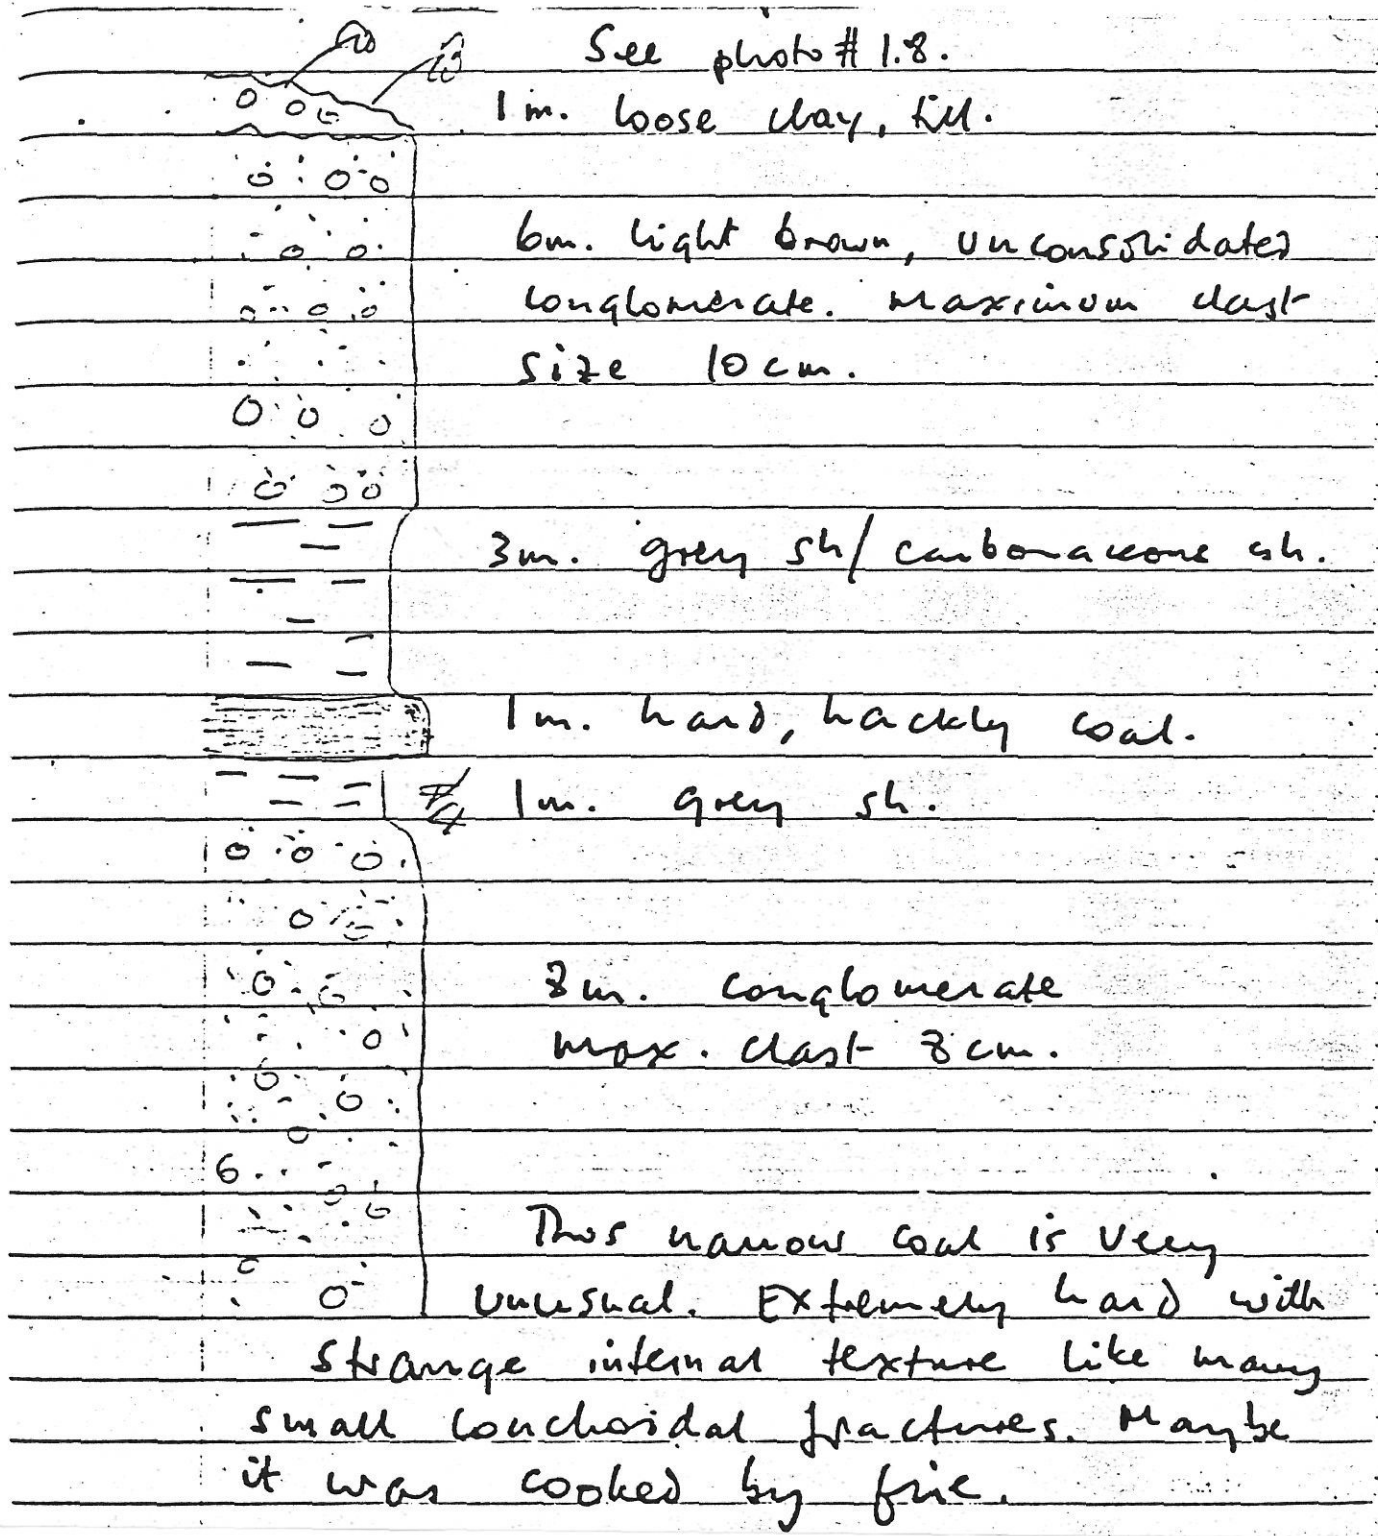 See photo # 1.8.
1m. loose clay, till.
6m. light brown, unconsolidated
conglomerate. Maximum clast
size 10cm.
3m. grey sh/carbonaceous sh.
1m. hard, hackly coal.
1m. grey sh.
8m. conglomerate
max. clast 8cm.
This narrow coal is very
unusual. Extremely hard with
strange internal texture like many
small conchoidal fractures. Maybe
it was cooked by fire.